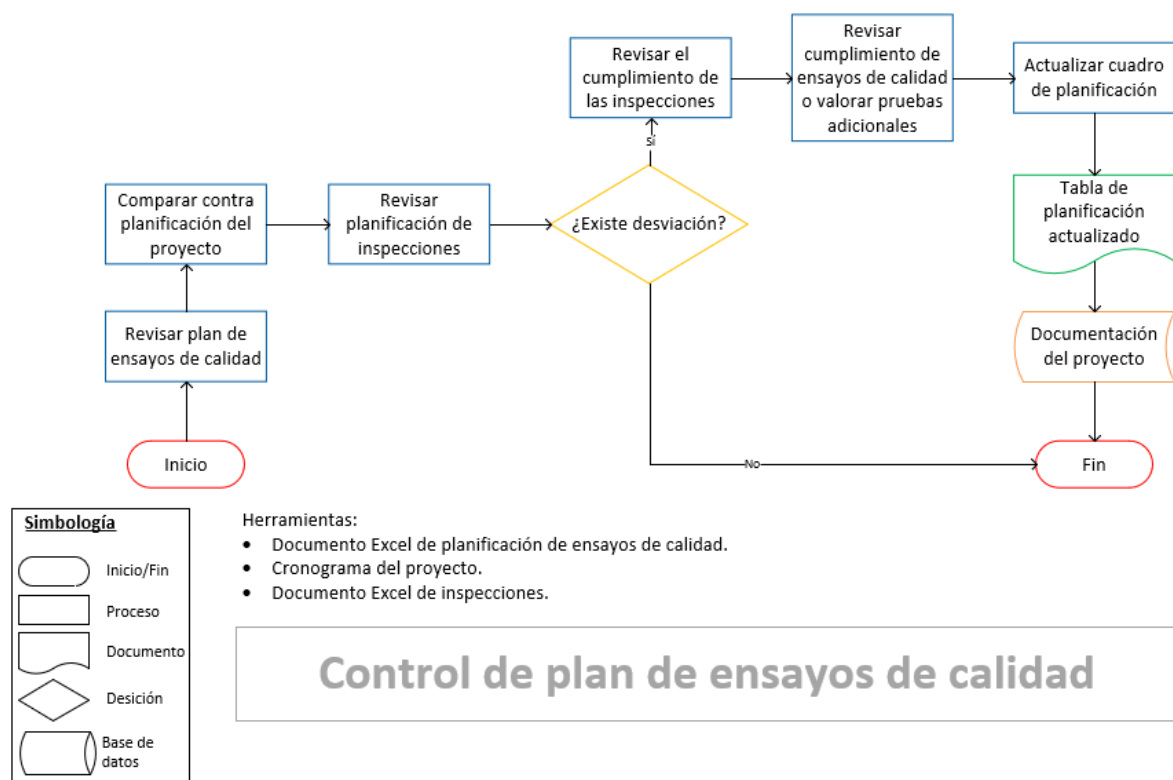 Revisar el
cumplimiento de
las inspecciones
Revisar
cumplimiento de
ensayos de calidad
o valorar pruebas
adicionales
Actualizar cuadro
de planificación
sí
Comparar contra
planificación del
proyecto
Revisar
planificación de
inspecciones
¿Existe desviación?
Tabla de
planificación
actualizado
Revisar plan de
ensayos de calidad
Documentación
del proyecto
Inicio
No
Fin
Simbología
Inicio/Fin
Proceso
Documento
Desición
Base de
datos
Herramientas:
• Documento Excel de planificación de ensayos de calidad.
• Cronograma del proyecto.
• Documento Excel de inspecciones.
Control de plan de ensayos de calidad